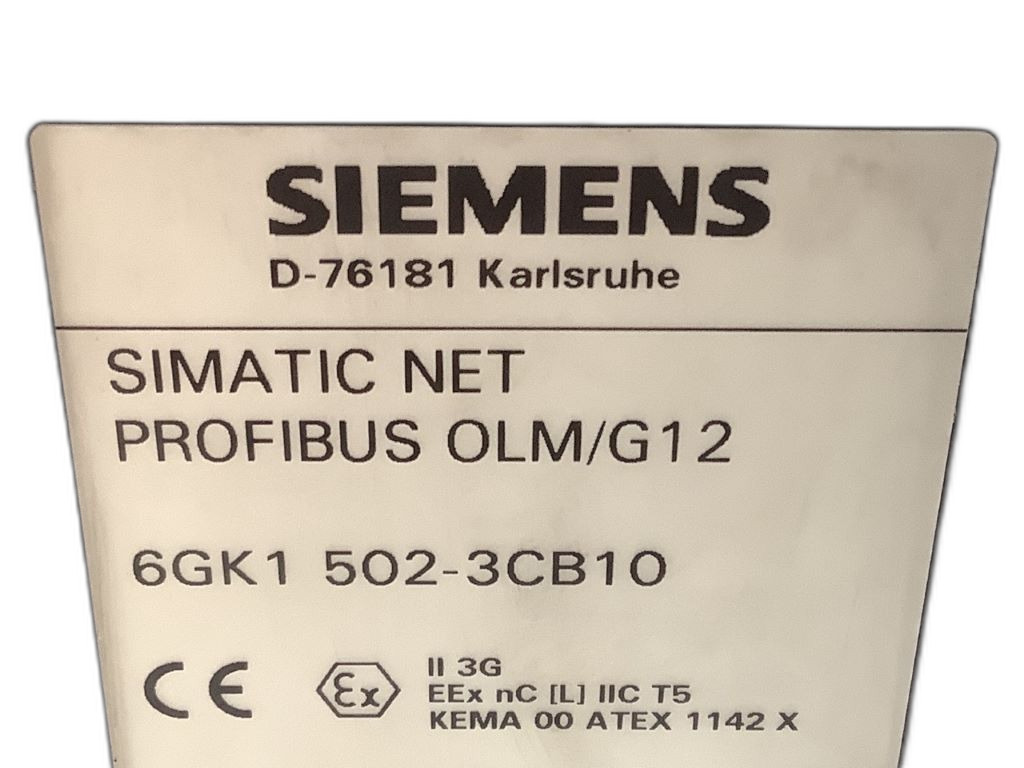 SIEMENS
D-76181 Karlsruhe
SIMATIC NET
PROFIBUS OLM/G12
6GK1 502-3CB10
CE Ex II 3G
EEx nC [L] IIC T5
KEMA 00 ATEX 1142 X